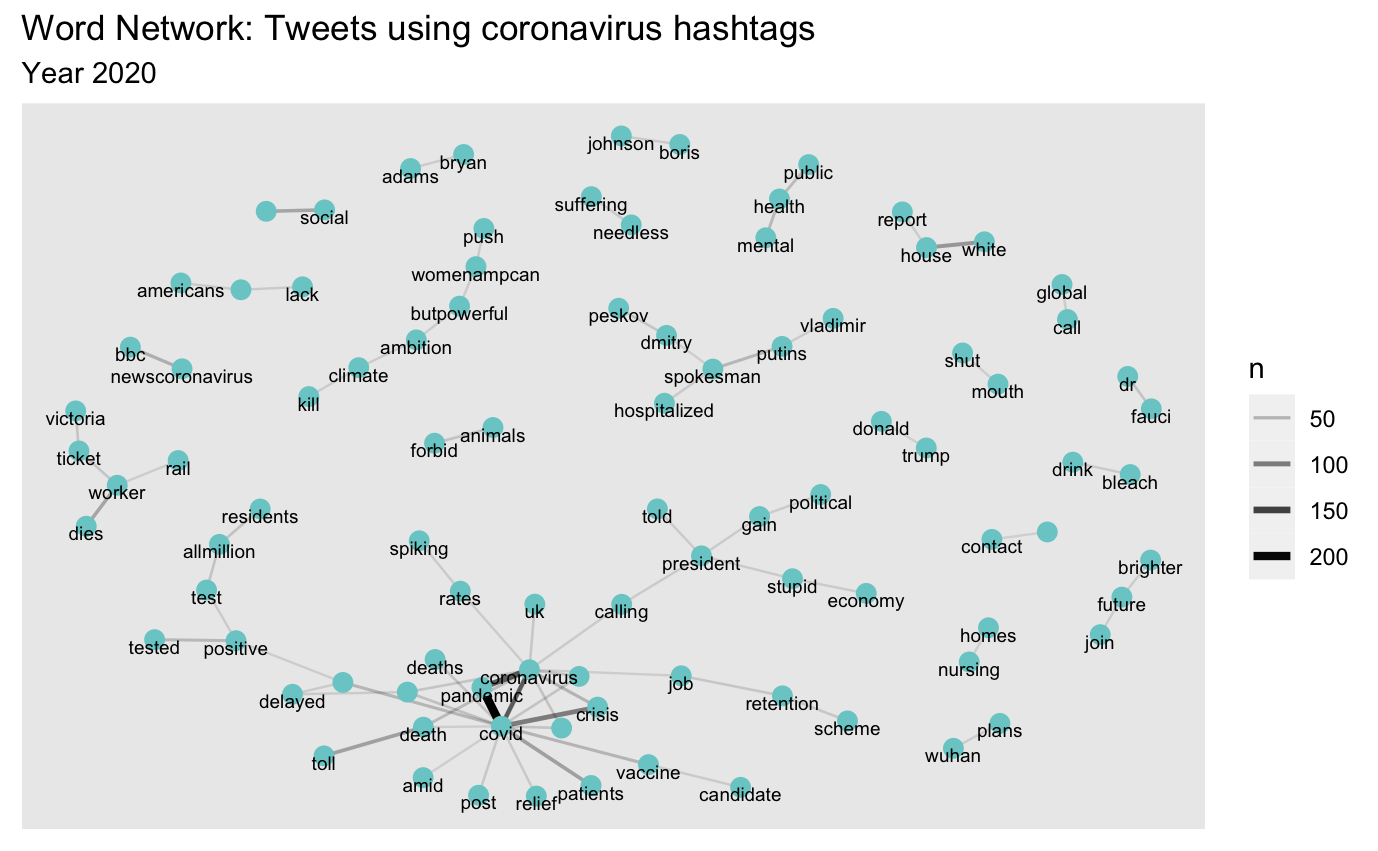 Word Network: Tweets using coronavirus hashtags
Year 2020
johnson
boris
bryan
adams
public
suffering
health
social
report
needless
push
mental
white
house
womenampcan
americans
lack
global
butpowerful
peskov
vladimir
call
dmitry
ambition
bbc
putins
shut
newscoronavirus
climate
spokesman
dr
mouth
kill
hospitalized
fauci
victoria
donald
animals
forbid
trump
ticket
rail
drink
bleach
worker
political
residents
told
gain
dies
contact
allmillion
spiking
president
brighter
stupid
test
rates
economy
future
uk
calling
homes
join
tested
positive
nursing
deaths
coronavirus
job
pandemic
delayed
retention
crisis
scheme
plans
death
covid
wuhan
toll
vaccine
amid
patients
candidate
post
relief
n
50
100
150
200